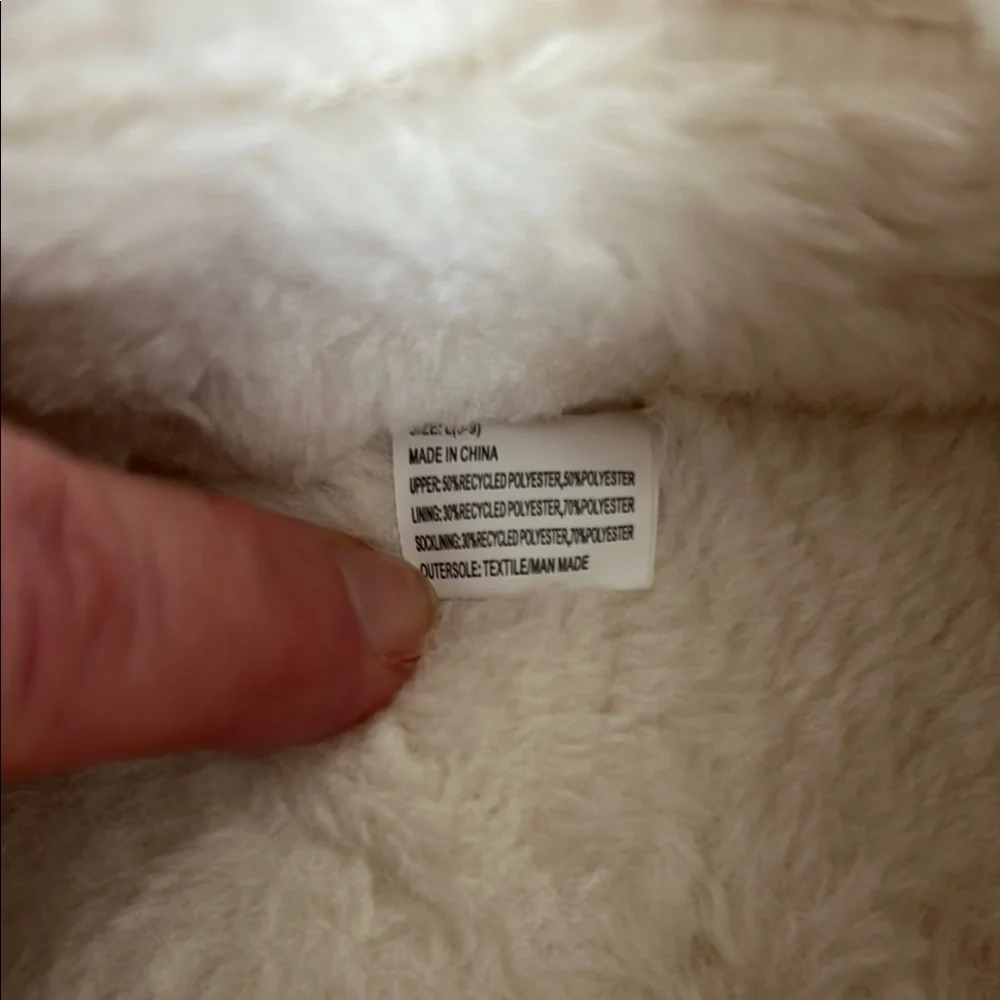 MADE IN CHINA
UPPER: 50%RECYCLED POLYESTER,50%POLYESTER
LINING: 30%RECYCLED POLYESTER,70%POLYESTER
SOCKLINING: 30%RECYCLED POLYESTER,70%POLYESTER
OUTERSOLE: TEXTILE/MAN MADE